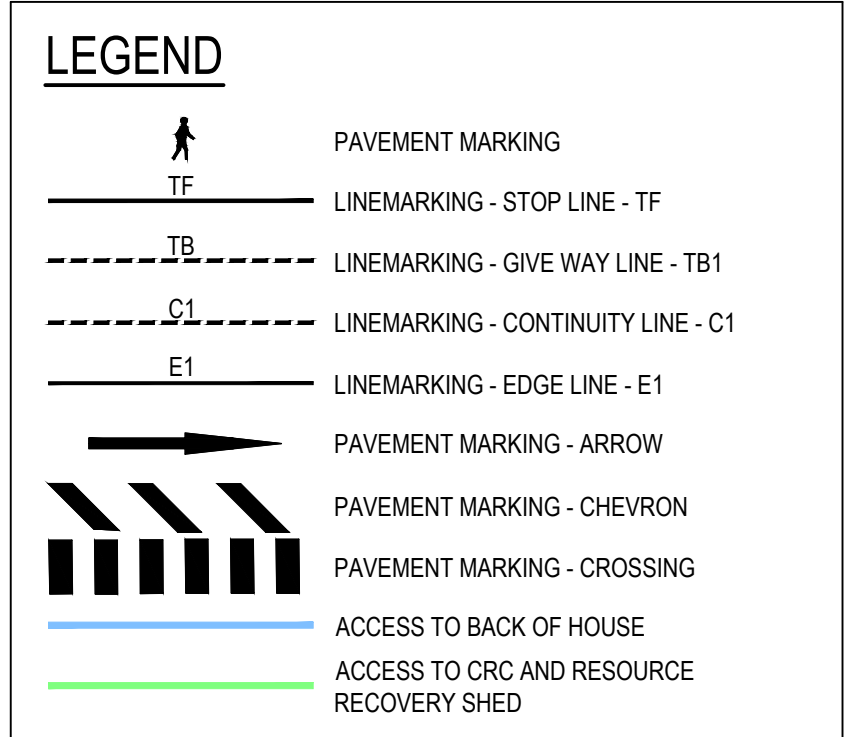 LEGEND
PAVEMENT MARKING
TF
LINEMARKING - STOP LINE - TF
TB
LINEMARKING - GIVE WAY LINE - TB1
C1
LINEMARKING - CONTINUITY LINE - C1
E1
LINEMARKING - EDGE LINE - E1
PAVEMENT MARKING - ARROW
PAVEMENT MARKING - CHEVRON
PAVEMENT MARKING - CROSSING
ACCESS TO BACK OF HOUSE
ACCESS TO CRC AND RESOURCE
RECOVERY SHED